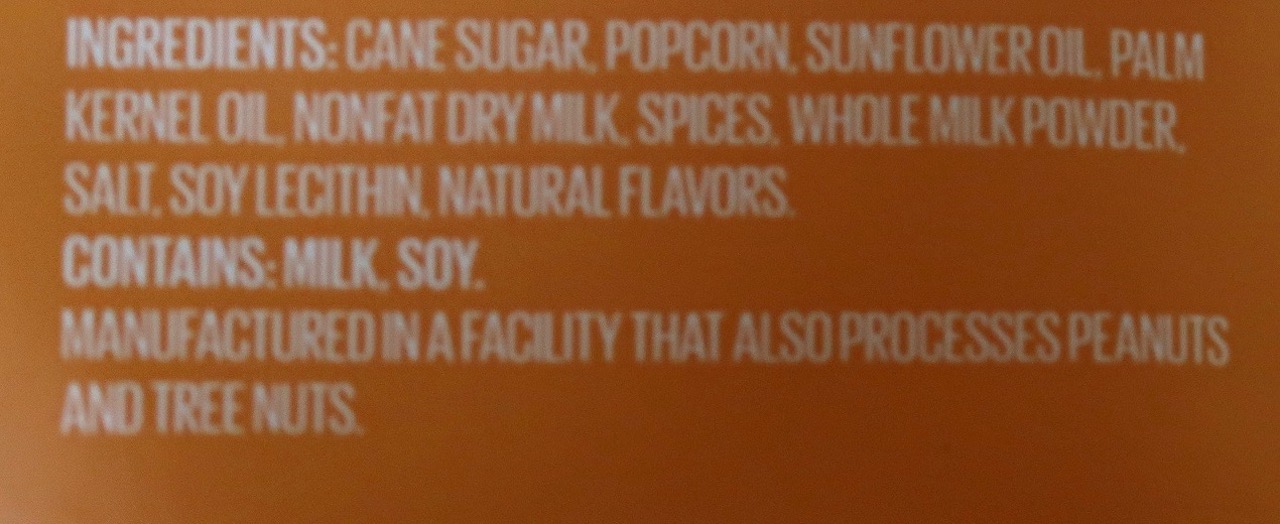 INGREDIENTS: CANE SUGAR, POPCORN, SUNFLOWER OIL, PALM
KERNEL OIL, NONFAT DRY MILK, SPICES, WHOLE MILK POWDER,
SALT, SOY LECITHIN, NATURAL FLAVORS.
CONTAINS: MILK, SOY.
MANUFACTURED IN A FACILITY THAT ALSO PROCESSES PEANUTS
AND TREE NUTS.